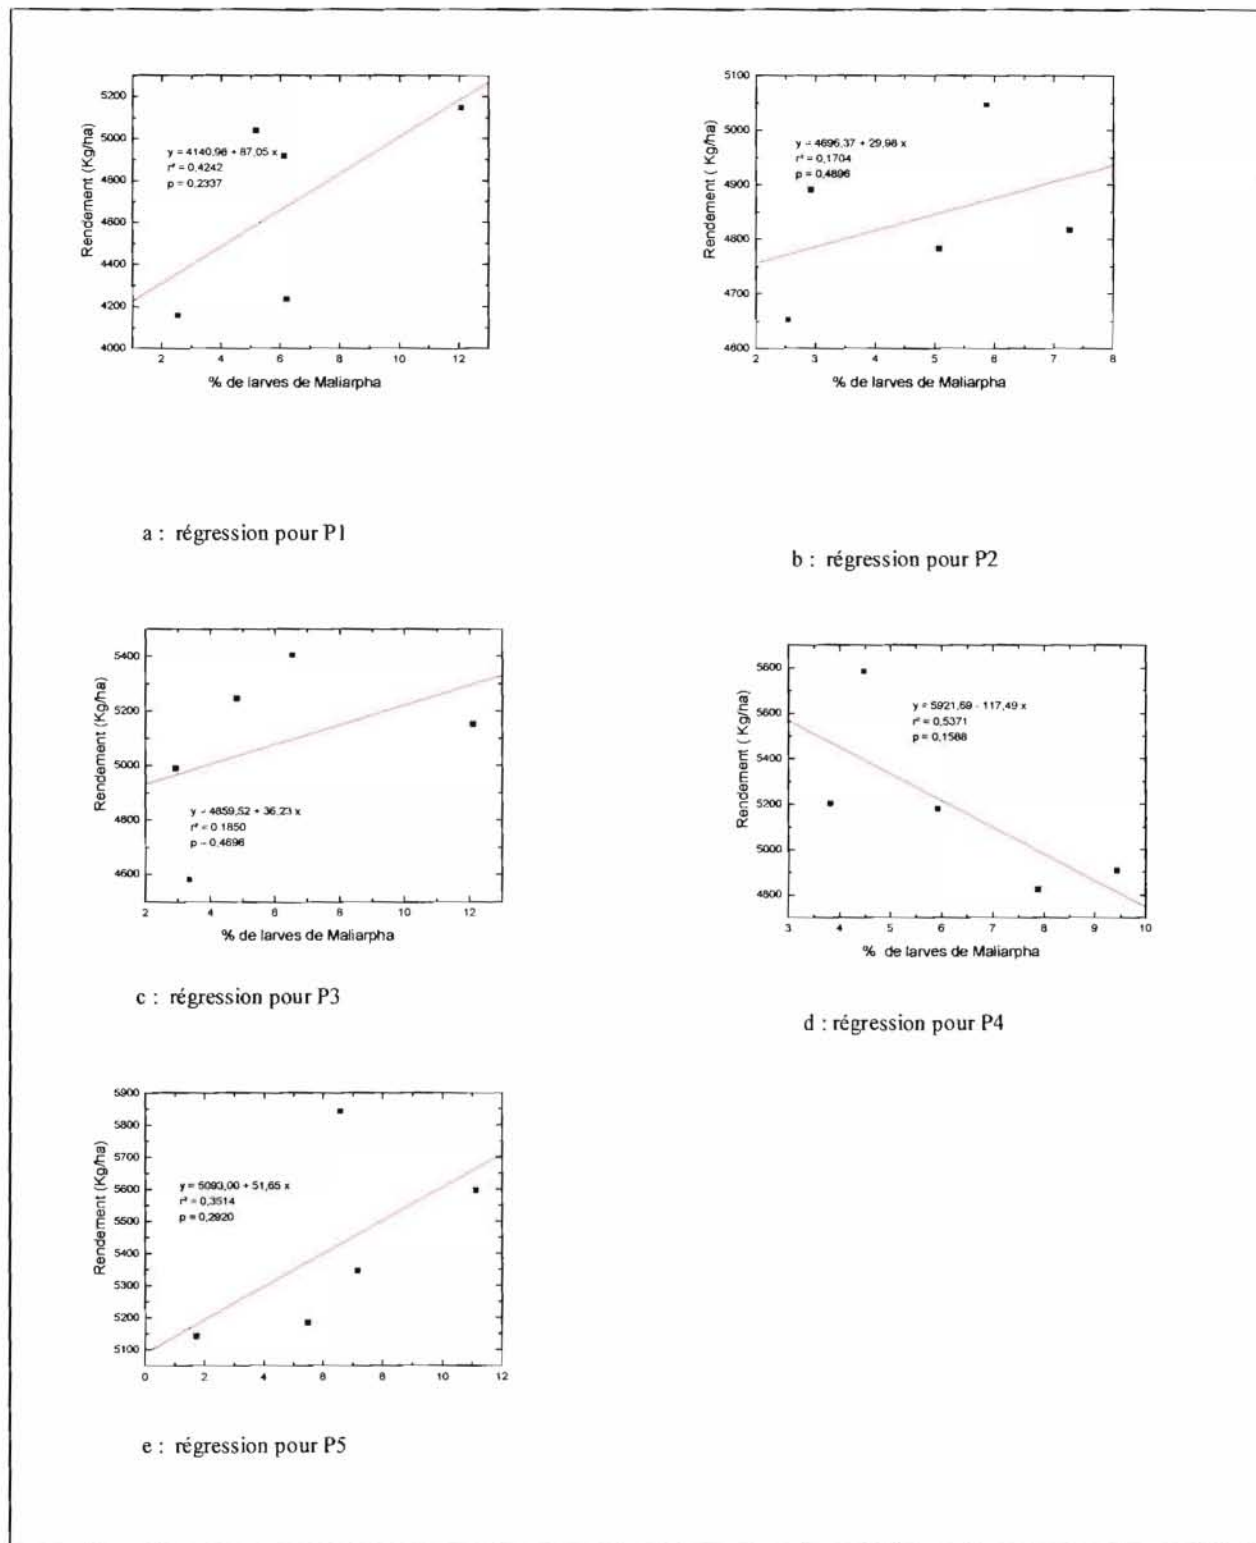 5200
5000
4800
4600
4400
4200
4000
Rendement (Kg/ha)
y = 4140,98 + 87,05 x
r² = 0,4242
p = 0,2337
2 4 6 8 10 12
% de larves de Maliarpha
a : régression pour P1
5100
5000
4900
4800
4700
4600
Rendement ( Kg/ha)
y = 4696,37 + 29,98 x
r² = 0,1704
p = 0,4896
2 3 4 5 6 7 8
% de larves de Maliarpha
b : régression pour P2
5400
5200
5000
4800
4600
Rendement (Kg/ha)
y = 4859,52 + 36,23 x
r² = 0.1850
p = 0,4696
2 4 6 8 10 12
% de larves de Maliarpha
c : régression pour P3
5600
5600
5400
5200
5000
4800
Rendement ( Kg/ha)
y = 5921,69 - 117,49 x
r² = 0,5371
p = 0,1588
3 4 5 6 7 8 9 10
% de larves de Maliarpha
d : régression pour P4
5900
5800
5700
5600
5500
5400
5300
5200
5100
Rendement (Kg/ha)
y = 5093,00 + 51,65 x
r² = 0,3514
p = 0,2920
0 2 4 6 8 10 12
e : régression pour P5